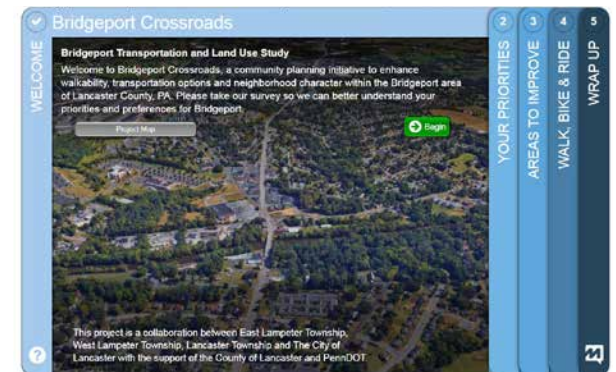 Bridgeport Crossroads
WELCOME
Bridgeport Transportation and Land Use Study
Welcome to Bridgeport Crossroads, a community planning initiative to enhance
walkability, transportation options and neighborhood character within the Bridgeport area
of Lancaster County, PA. Please take our survey so we can better understand your
priorities and preferences for Bridgeport.
Project Map
Begin
This project is a collaboration between East Lampeter Township,
West Lampeter Township, Lancaster Township and The City of
Lancaster with the support of the County of Lancaster and PennDOT
?
2
YOUR PRIORITIES
3
AREAS TO IMPROVE
4
WALK, BIKE & RIDE
5
WRAP UP